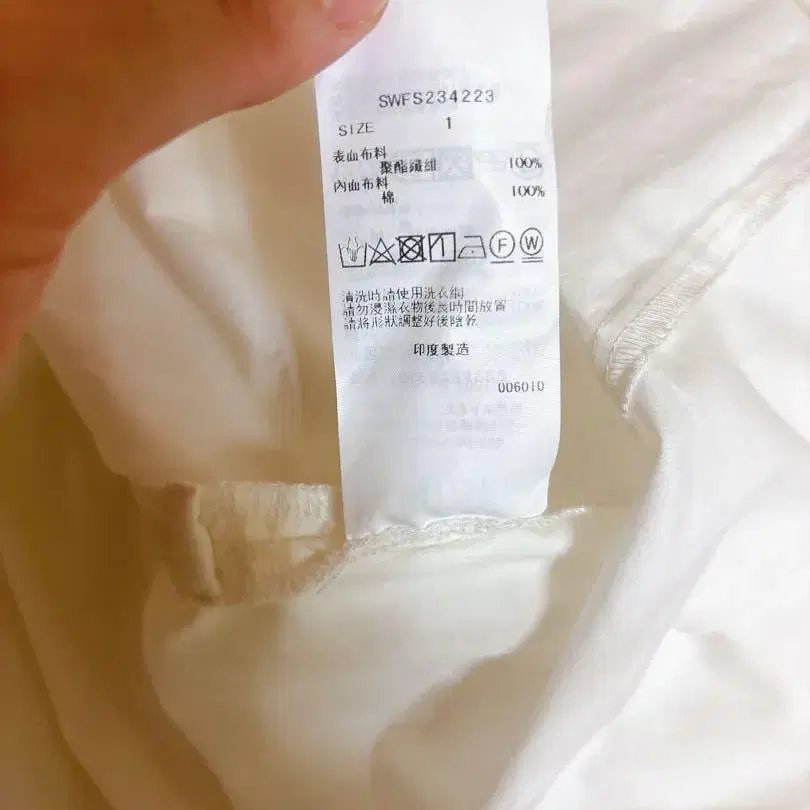 SWFS234223
SIZE 1
表面布料
聚酯纖維 100%
內面布料
棉 100%
F W
清洗時請使用洗衣網
請勿浸濕衣物後長時間放置
請將形狀調整好後陰乾
印度製造
006010